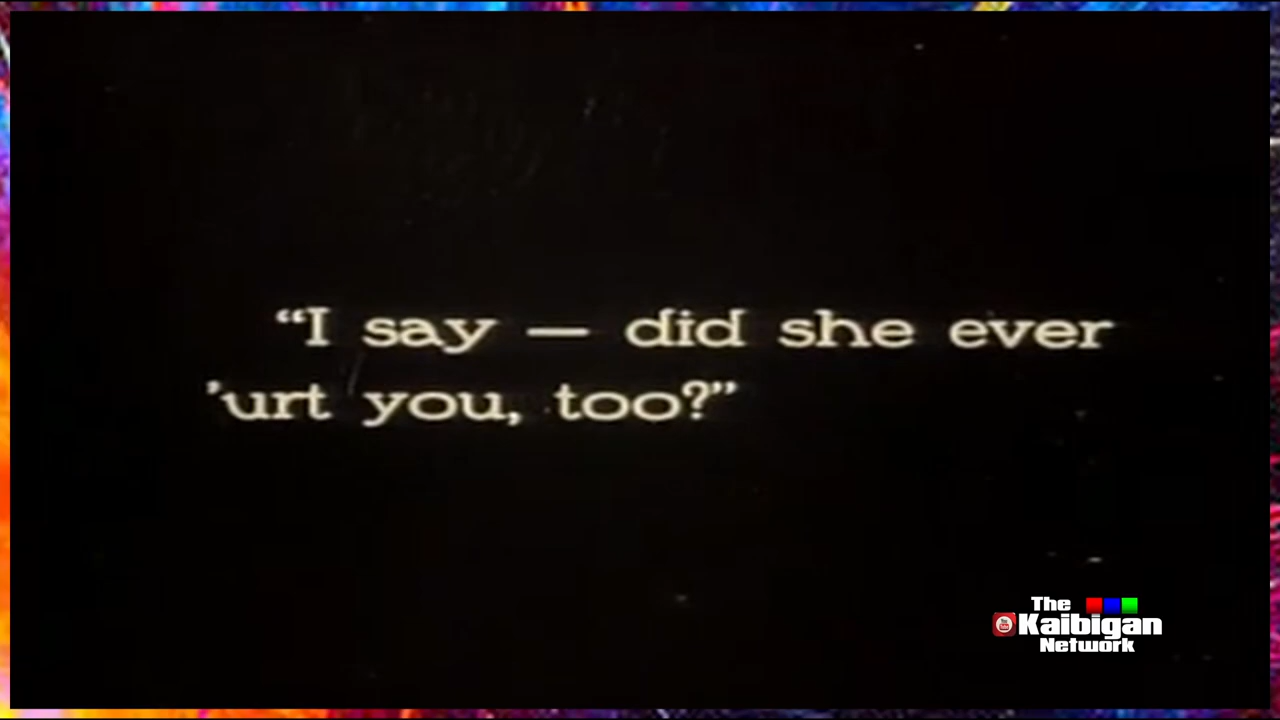 “I say — did she ever
’urt you, too?”
The
Kaibigan
Network